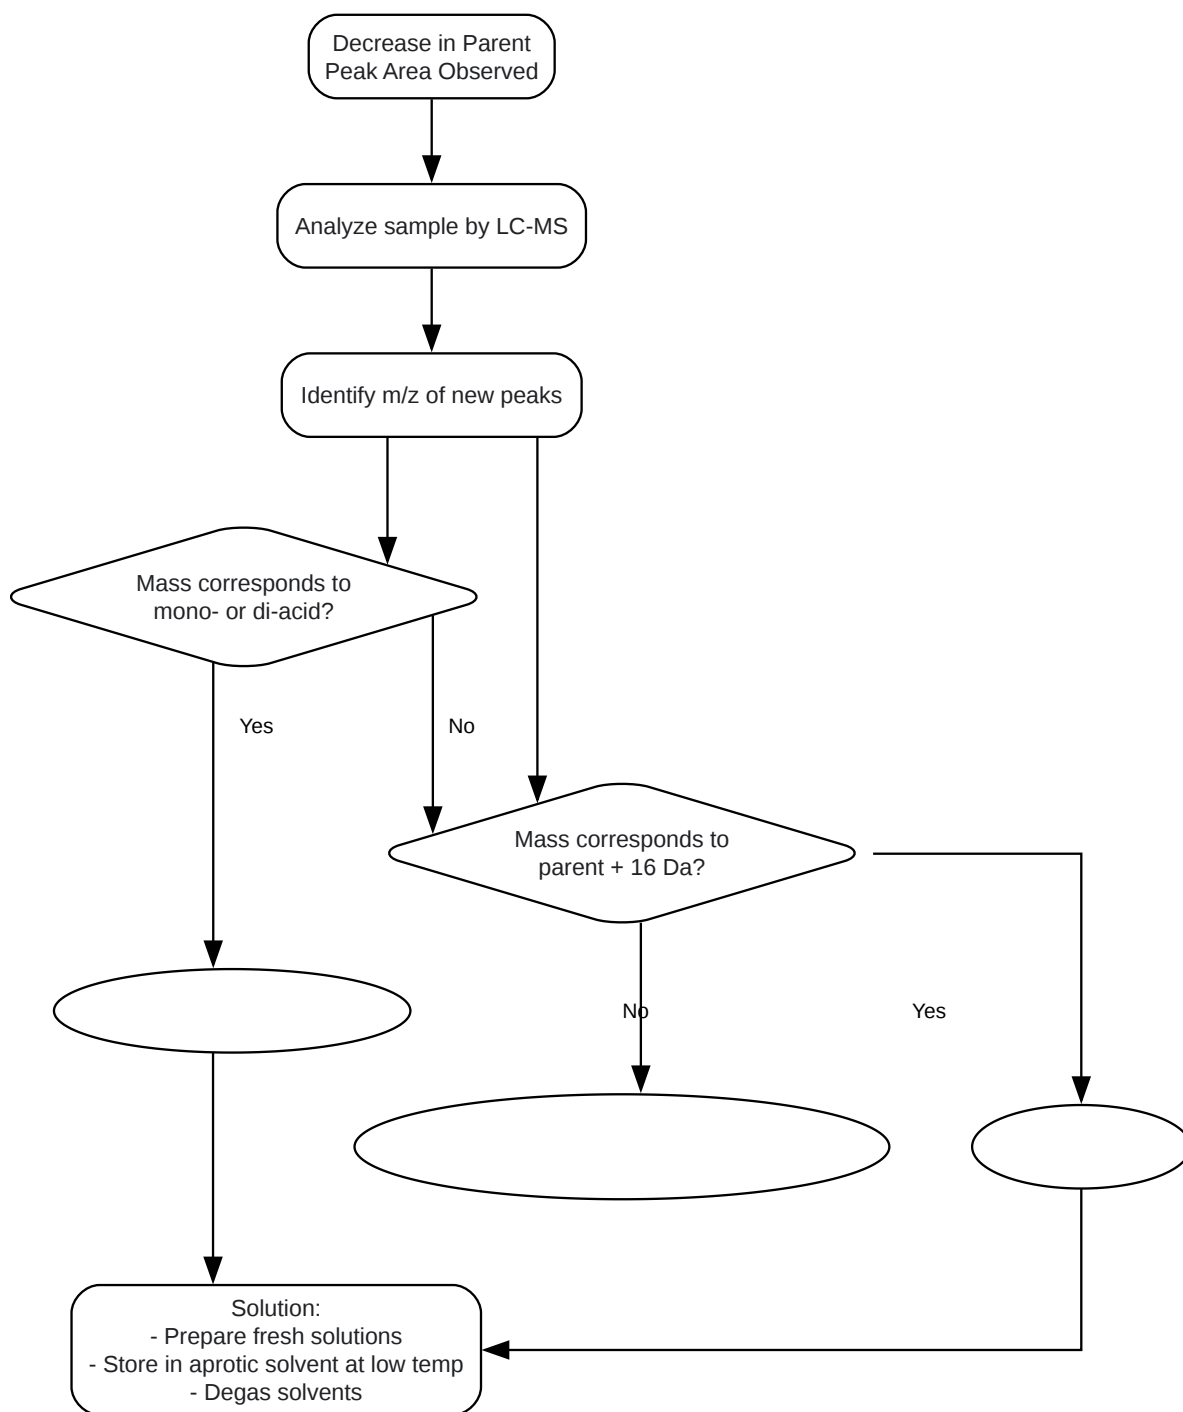 Decrease in Parent
Peak Area Observed
Analyze sample by LC-MS
Identify m/z of new peaks
Mass corresponds to
mono- or di-acid?
Yes
No
Mass corresponds to
parent + 16 Da?
No
Yes
Solution:
- Prepare fresh solutions
- Store in aprotic solvent at low temp
- Degas solvents